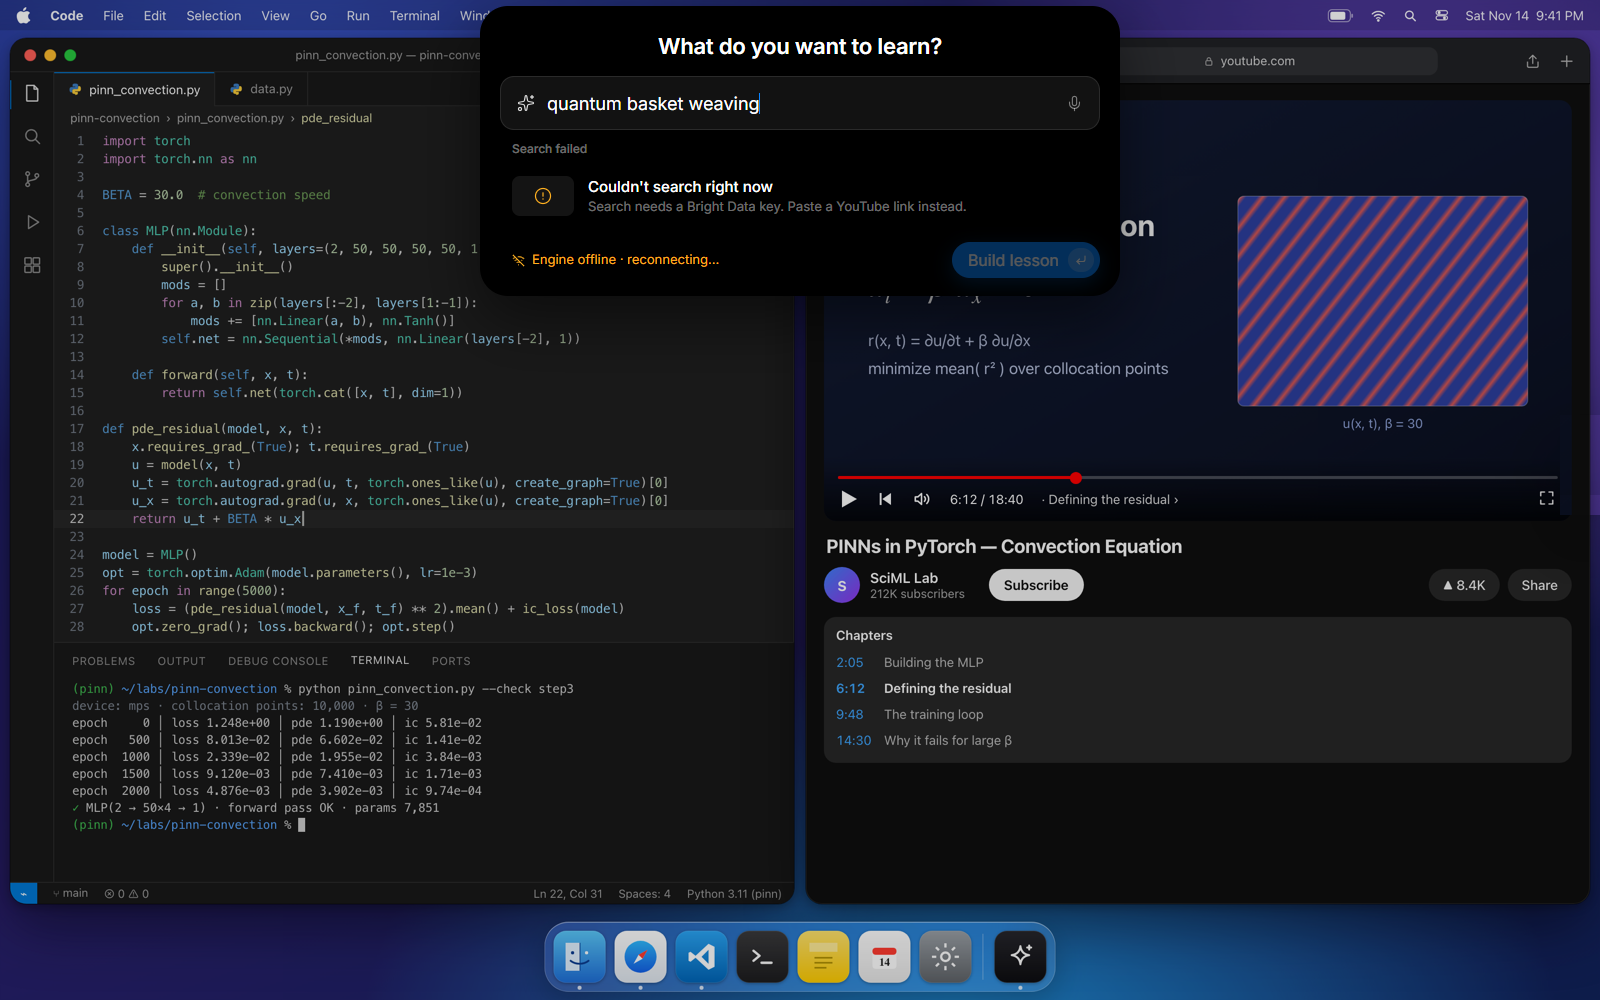 Code File Edit Selection View Go Run Terminal Wind
Sat Nov 14 9:41 PM
What do you want to learn?
quantum basket weaving
Search failed
Couldn't search right now
Search needs a Bright Data key. Paste a YouTube link instead.
Engine offline · reconnecting...
Build lesson
pinn_convection.py — pinn-conve
pinn_convection.py
data.py
pinn-convection › pinn_convection.py › pde_residual
1 import torch
2 import torch.nn as nn
3
4 BETA = 30.0 # convection speed
5
6 class MLP(nn.Module):
7 def __init__(self, layers=(2, 50, 50, 50, 50, 1
8 super().__init__()
9 mods = []
10 for a, b in zip(layers[:-2], layers[1:-1]):
11 mods += [nn.Linear(a, b), nn.Tanh()]
12 self.net = nn.Sequential(*mods, nn.Linear(layers[-2], 1))
13
14 def forward(self, x, t):
15 return self.net(torch.cat([x, t], dim=1))
16
17 def pde_residual(model, x, t):
18 x.requires_grad_(True); t.requires_grad_(True)
19 u = model(x, t)
20 u_t = torch.autograd.grad(u, t, torch.ones_like(u), create_graph=True)[0]
21 u_x = torch.autograd.grad(u, x, torch.ones_like(u), create_graph=True)[0]
22 return u_t + BETA * u_x
23
24 model = MLP()
25 opt = torch.optim.Adam(model.parameters(), lr=1e-3)
26 for epoch in range(5000):
27 loss = (pde_residual(model, x_f, t_f) ** 2).mean() + ic_loss(model)
28 opt.zero_grad(); loss.backward(); opt.step()
PROBLEMS OUTPUT DEBUG CONSOLE TERMINAL PORTS
(pinn) ~/labs/pinn-convection % python pinn_convection.py --check step3
device: mps · collocation points: 10,000 · β = 30
epoch 0 | loss 1.248e+00 | pde 1.190e+00 | ic 5.81e-02
epoch 500 | loss 8.013e-02 | pde 6.602e-02 | ic 1.41e-02
epoch 1000 | loss 2.339e-02 | pde 1.955e-02 | ic 3.84e-03
epoch 1500 | loss 9.120e-03 | pde 7.410e-03 | ic 1.71e-03
epoch 2000 | loss 4.876e-03 | pde 3.902e-03 | ic 9.74e-04
✓ MLP(2 → 50×4 → 1) · forward pass OK · params 7,851
(pinn) ~/labs/pinn-convection %
main 0 0
Ln 22, Col 31 Spaces: 4 Python 3.11 (pinn)
youtube.com
on
r(x, t) = ∂u/∂t + β ∂u/∂x
minimize mean( r² ) over collocation points
u(x, t), β = 30
6:12 / 18:40 · Defining the residual ›
PINNs in PyTorch — Convection Equation
S
SciML Lab
212K subscribers
Subscribe
▲ 8.4K
Share
Chapters
2:05 Building the MLP
6:12 Defining the residual
9:48 The training loop
14:30 Why it fails for large β
14